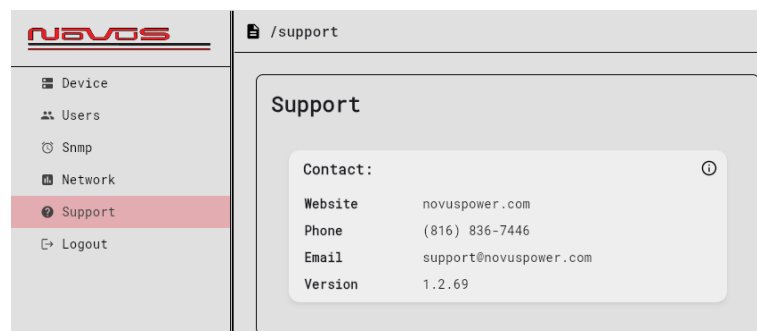 NOVUS
/support
Device
Users
Snmp
Network
Support
Logout
Support
Contact:
Website novuspower.com
Phone (816) 836-7446
Email support@novuspower.com
Version 1.2.69